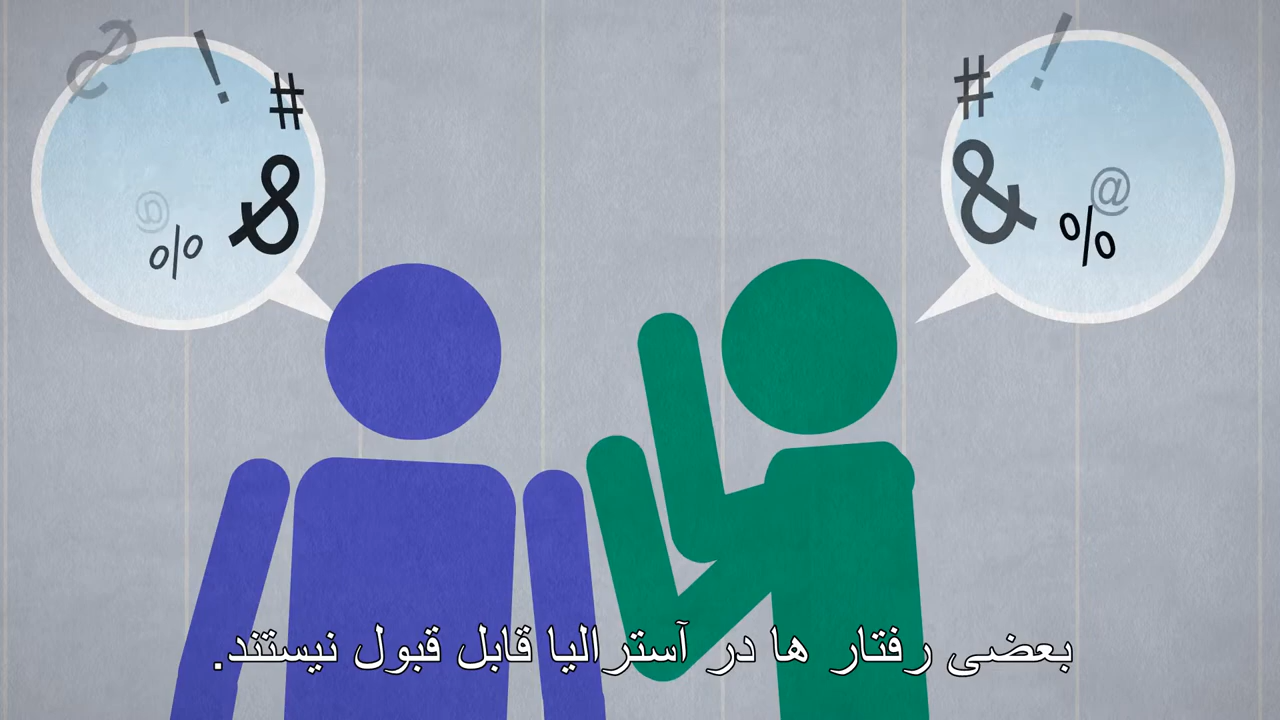 $ ! #
& @ %
# !
& @ %
بعضی رفتار ها در آسترالیا قابل قبول نیستند.